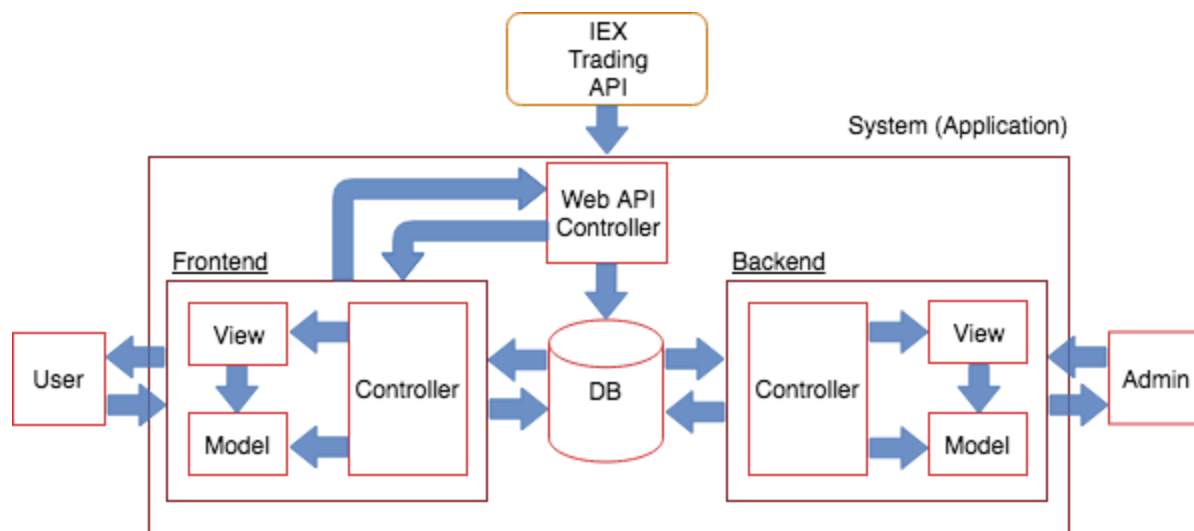 IEX
Trading
API
System (Application)
Web API
Controller
Frontend
Backend
View
Controller
Model
User
DB
Controller
View
Model
Admin